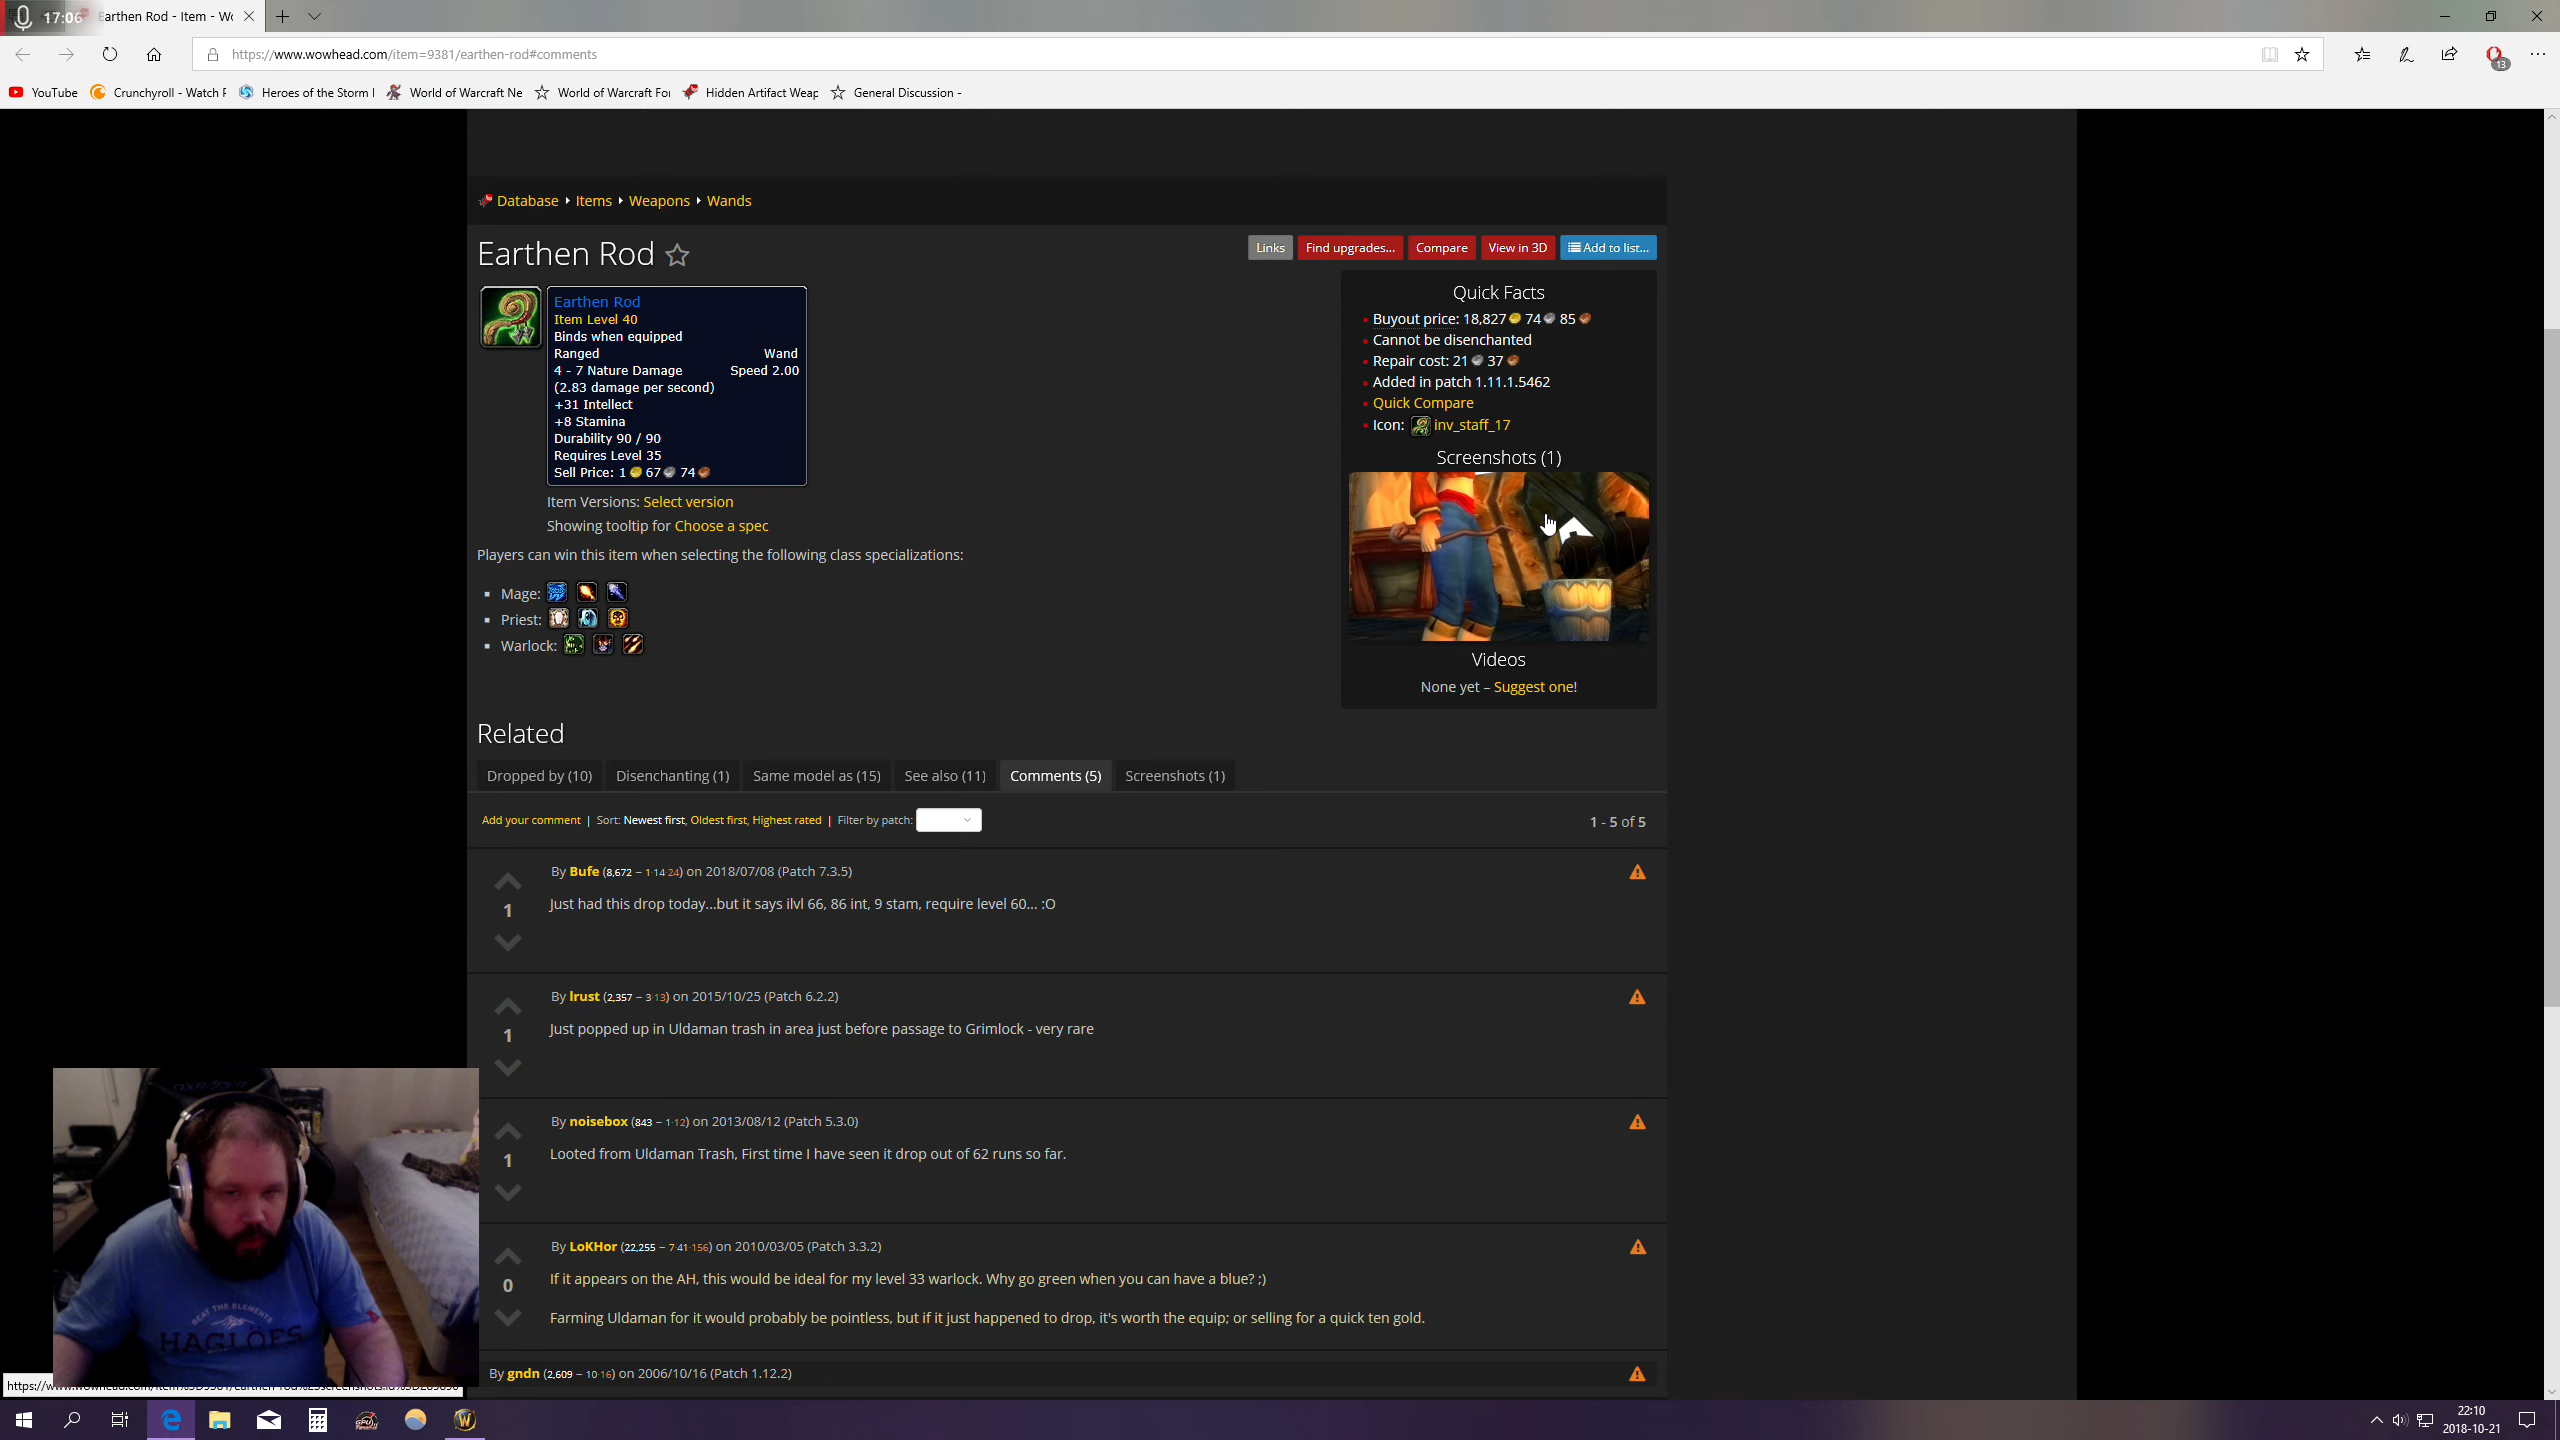 17:06
Earthen Rod - Item - Wo
https://www.wowhead.com/item=9381/earthen-rod#comments
13
YouTube
Crunchyroll - Watch F
Heroes of the Storm I
World of Warcraft Ne
World of Warcraft For
Hidden Artifact Weap
General Discussion -
Database Items Weapons Wands
Earthen Rod
Links Find upgrades... Compare View in 3D Add to list...
Earthen Rod
Item Level 40
Binds when equipped
Ranged Wand
4 - 7 Nature Damage Speed 2.00
(2.83 damage per second)
+31 Intellect
+8 Stamina
Durability 90 / 90
Requires Level 35
Sell Price: 1 67 74
Item Versions: Select version
Showing tooltip for Choose a spec
Players can win this item when selecting the following class specializations:
Mage:
Priest:
Warlock:
Quick Facts
Buyout price: 18,827 74 85
Cannot be disenchanted
Repair cost: 21 37
Added in patch 1.11.1.5462
Quick Compare
Icon: inv_staff_17
Screenshots (1)
Videos
None yet – Suggest one!
Related
Dropped by (10) Disenchanting (1) Same model as (15) See also (11) Comments (5) Screenshots (1)
Add your comment | Sort: Newest first, Oldest first, Highest rated | Filter by patch:
1 - 5 of 5
By Bufe (8,672 – 1·14·24) on 2018/07/08 (Patch 7.3.5)
1
Just had this drop today...but it says ilvl 66, 86 int, 9 stam, require level 60... :O
By lrust (2,357 – 3·13) on 2015/10/25 (Patch 6.2.2)
1
Just popped up in Uldaman trash in area just before passage to Grimlock - very rare
By noisebox (843 – 1·12) on 2013/08/12 (Patch 5.3.0)
1
Looted from Uldaman Trash, First time I have seen it drop out of 62 runs so far.
By LoKHor (22,255 – 7·41·156) on 2010/03/05 (Patch 3.3.2)
0
If it appears on the AH, this would be ideal for my level 33 warlock. Why go green when you can have a blue? ;)
Farming Uldaman for it would probably be pointless, but if it just happened to drop, it's worth the equip; or selling for a quick ten gold.
By gndn (2,609 – 10·16) on 2006/10/16 (Patch 1.12.2)
BEAT THE ELEMENTS
HAGLÖFS
22:10
2018-10-21